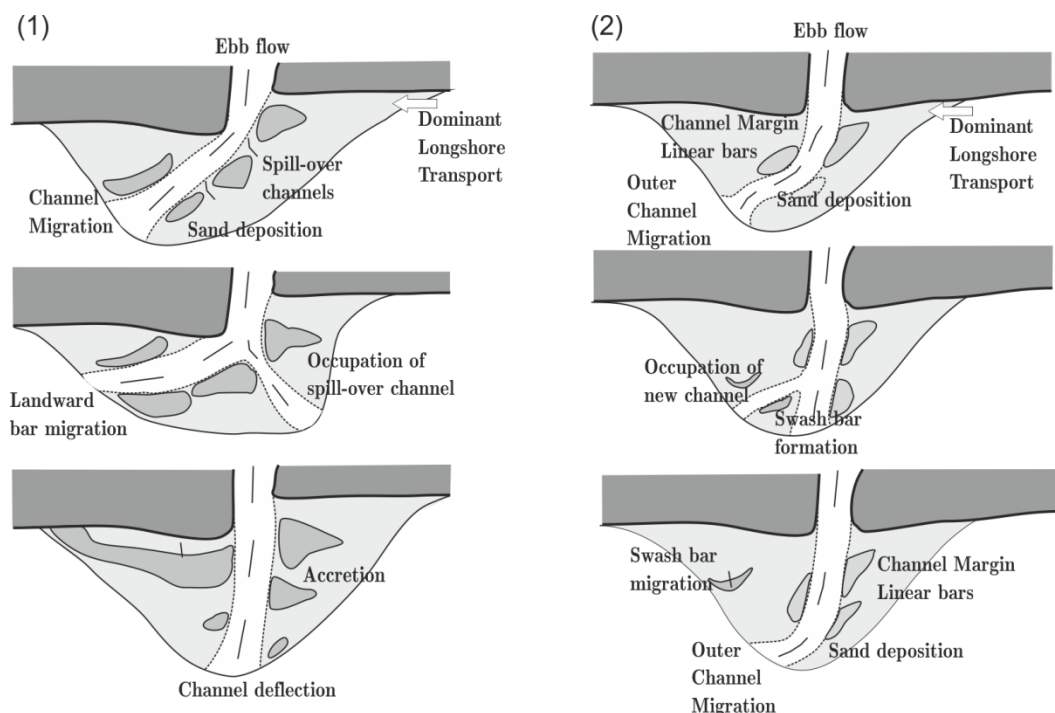 (1)
Ebb flow
Dominant
Longshore
Transport
Spill-over
channels
Channel
Migration
Sand deposition
Occupation of
spill-over channel
Landward
bar migration
Accretion
Channel deflection
(2)
Ebb flow
Channel Margin
Linear bars
Dominant
Longshore
Transport
Outer
Channel
Migration
Sand deposition
Occupation of
new channel
Swash bar
formation
Swash bar
migration
Channel Margin
Linear bars
Outer
Channel
Migration
Sand deposition